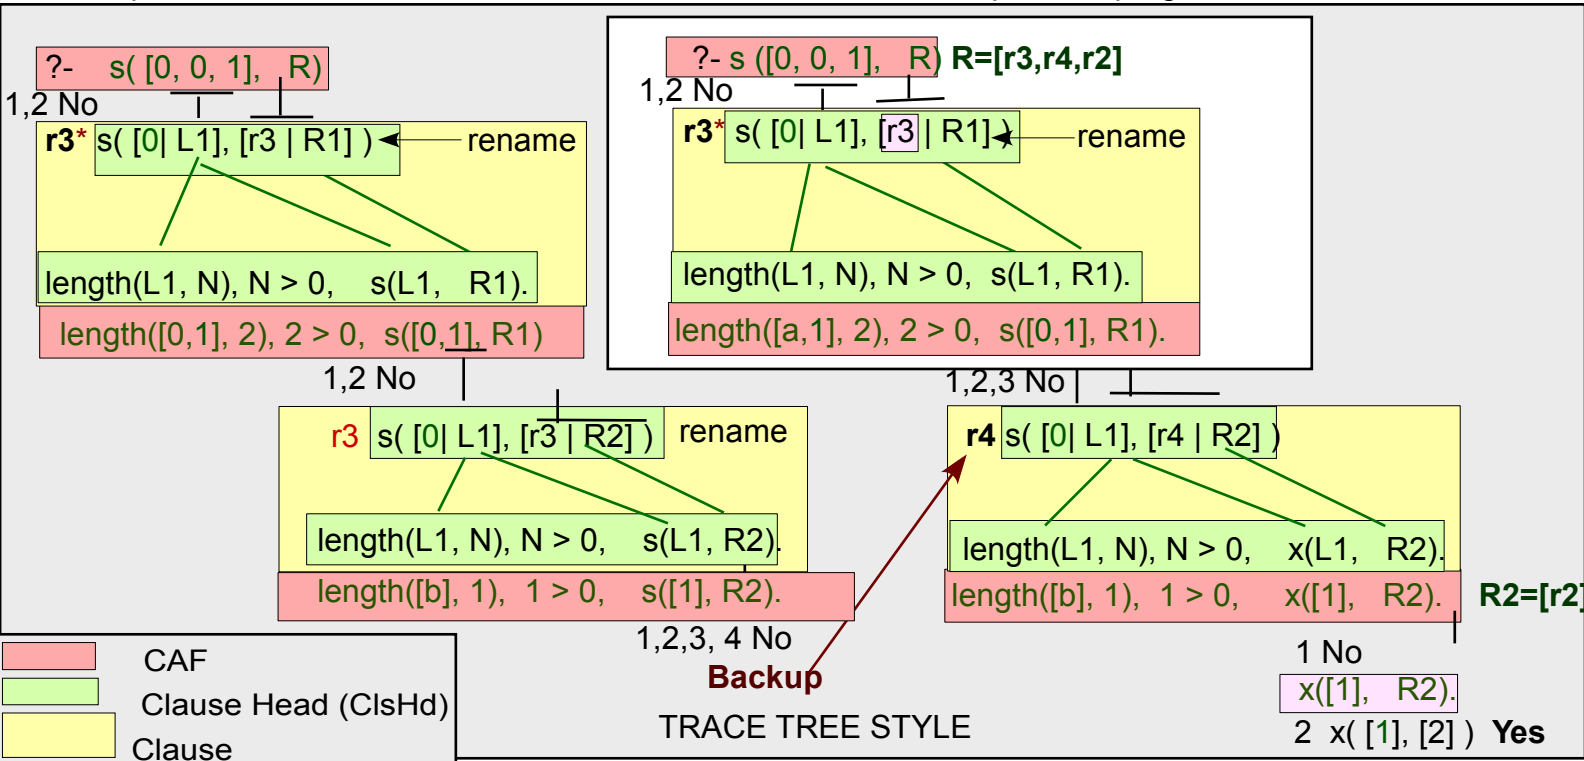 ?- s( [0, 0, 1], R)
1,2 No
r3* s( [0| L1], [r3 | R1] ) rename
length(L1, N), N > 0, s(L1, R1).
length([0,1], 2), 2 > 0, s([0,1], R1)
1,2 No
r3 s( [0| L1], [r3 | R2] ) rename
length(L1, N), N > 0, s(L1, R2).
length([b], 1), 1 > 0, s([1], R2).
1,2,3, 4 No
Backup
?- s ([0, 0, 1], R) R=[r3,r4,r2]
1,2 No
r3* s( [0| L1], [r3 | R1] ) rename
length(L1, N), N > 0, s(L1, R1).
length([a,1], 2), 2 > 0, s([0,1], R1).
1,2,3 No
r4 s( [0| L1], [r4 | R2] )
length(L1, N), N > 0, x(L1, R2).
length([b], 1), 1 > 0, x([1], R2). R2=[r2]
1 No
x([1], R2).
2 x( [1], [2] ) Yes
CAF
Clause Head (ClsHd)
Clause
TRACE TREE STYLE